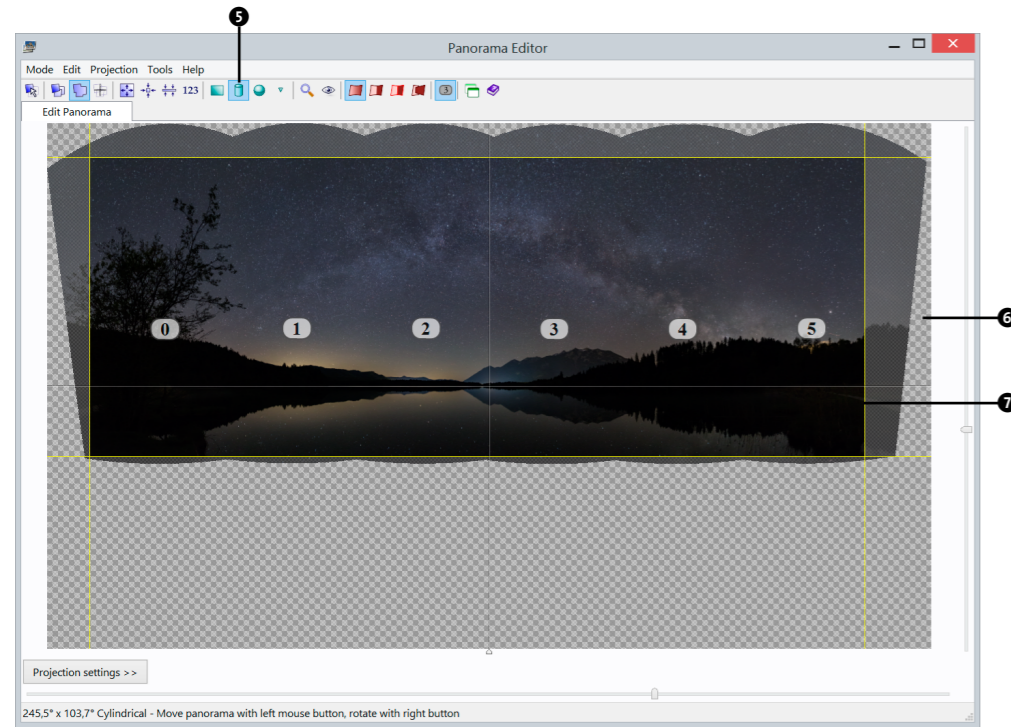 5
Panorama Editor
Mode Edit Projection Tools Help
123 3
Edit Panorama
0 1 2 3 4 5
6
7
Projection settings >>
245,5° x 103,7° Cylindrical - Move panorama with left mouse button, rotate with right button